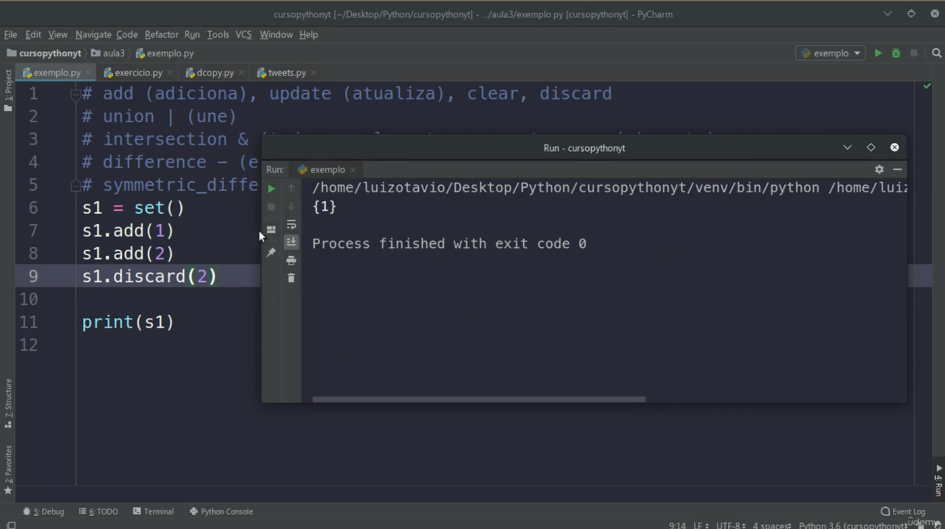 cursopythonyt [~/Desktop/Python/cursopythonyt] - .../aula3/exemplo.py [cursopythonyt] - PyCharm
File Edit View Navigate Code Refactor Run Tools VCS Window Help
cursopythonyt aula3 exemplo.py exemplo
exemplo.py exercicio.py dcopy.py tweets.py
1: Project
1 # add (adiciona), update (atualiza), clear, discard
2 # union | (une)
3 # intersection &
4 # difference - (e
5 # symmetric_diffe
6 s1 = set()
7 s1.add(1)
8 s1.add(2)
9 s1.discard(2)
10
11 print(s1)
12
Run - cursopythonyt
Run: exemplo
/home/luizotavio/Desktop/Python/cursopythonyt/venv/bin/python /home/luiz
{1}
Process finished with exit code 0
7: Structure
2: Favorites
4: Run
5: Debug 6: TODO Terminal Python Console Event Log
9:14 LF UTF-8 4 spaces Python 3.6 (cursopythonyt)
udemy